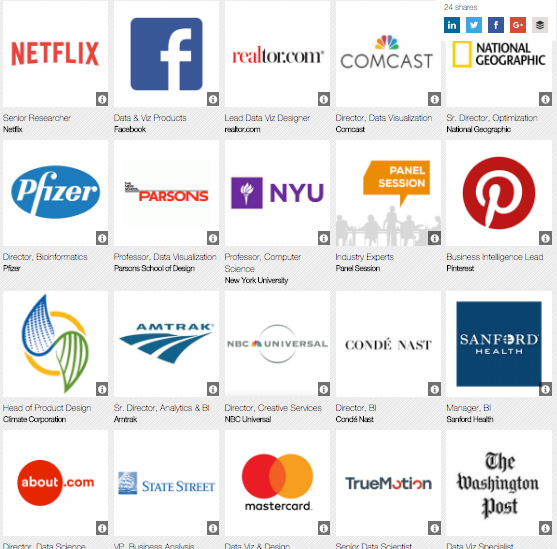 24 shares
NETFLIX
realtor.com®
COMCAST
NATIONAL
GEOGRAPHIC
Senior Researcher
Netflix
Data & Viz Products
Facebook
Lead Data Viz Designer
realtor.com
Director, Data Visualization
Comcast
Sr. Director, Optimization
National Geographic
Pfizer
THE
NEW
SCHOOL
PARSONS
NYU
PANEL
SESSION
Director, Bioinformatics
Pfizer
Professor, Data Visualization
Parsons School of Design
Professor, Computer
Science
New York University
Industry Experts
Panel Session
Business Intelligence Lead
Pinterest
AMTRAK
NBC UNIVERSAL
CONDÉ NAST
SANFORD
HEALTH
Head of Product Design
Climate Corporation
Sr. Director, Analytics & BI
Amtrak
Director, Creative Services
NBC Universal
Director, BI
Condé Nast
Manager, BI
Sanford Health
about.com
STATE STREET
mastercard.
TrueMotion
The
Washington
Post
Director, Data Science
VP, Business Analysis
Data Viz & Design
Senior Data Scientist
Data Viz Specialist